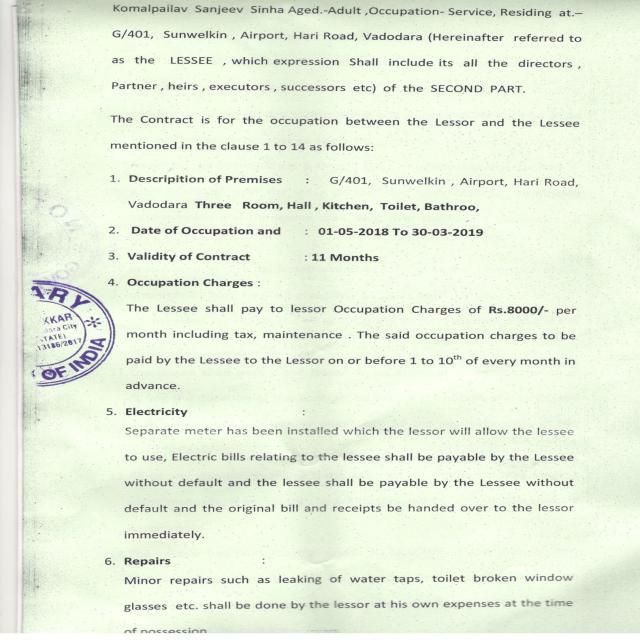 Komalpailav Sanjeev Sinha Aged.-Adult ,Occupation- Service, Residing at.–
G/401, Sunwelkin , Airport, Hari Road, Vadodara (Hereinafter referred to
as the LESSEE , which expression Shall include its all the directors ,
Partner , heirs , executors , successors etc) of the SECOND PART.
The Contract is for the occupation between the Lessor and the Lessee
mentioned in the clause 1 to 14 as follows:
1. Descripition of Premises : G/401, Sunwelkin , Airport, Hari Road,
Vadodara Three Room, Hall , Kitchen, Toilet, Bathroo,
2. Date of Occupation and : 01-05-2018 To 30-03-2019
3. Validity of Contract : 11 Months
4. Occupation Charges :
The Lessee shall pay to lessor Occupation Charges of Rs.8000/- per
month including tax, maintenance . The said occupation charges to be
paid by the Lessee to the Lessor on or before 1 to 10th of every month in
advance.
ARY
KKAR
ara City
TATE)
13186/2017
OF INDIA
5. Electricity :
Separate meter has been installed which the lessor will allow the lessee
to use, Electric bills relating to the lessee shall be payable by the Lessee
without default and the lessee shall be payable by the Lessee without
default and the original bill and receipts be handed over to the lessor
immediately.
6. Repairs :
Minor repairs such as leaking of water taps, toilet broken window
glasses etc. shall be done by the lessor at his own expenses at the time
of possession